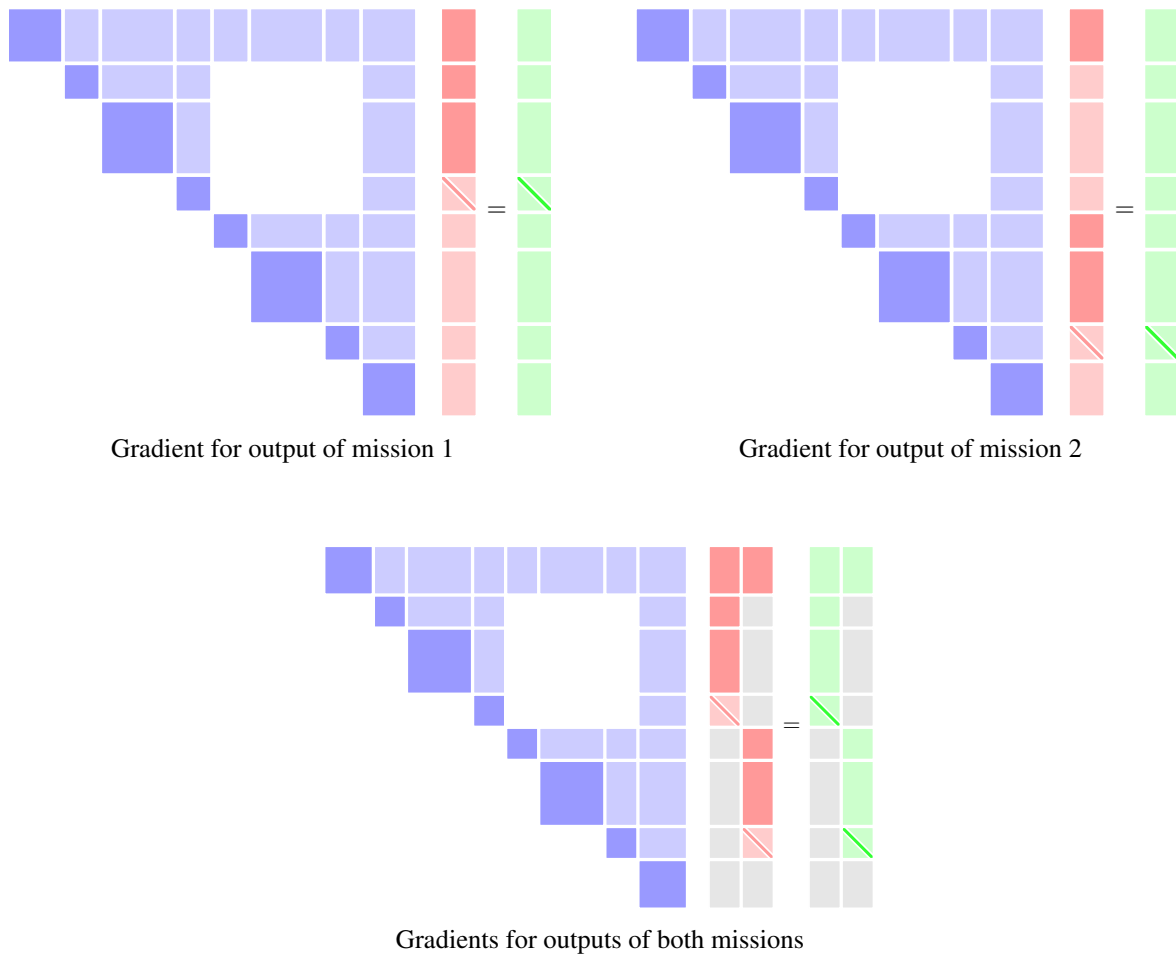 =
=
Gradient for output of mission 1
Gradient for output of mission 2
=
Gradients for outputs of both missions